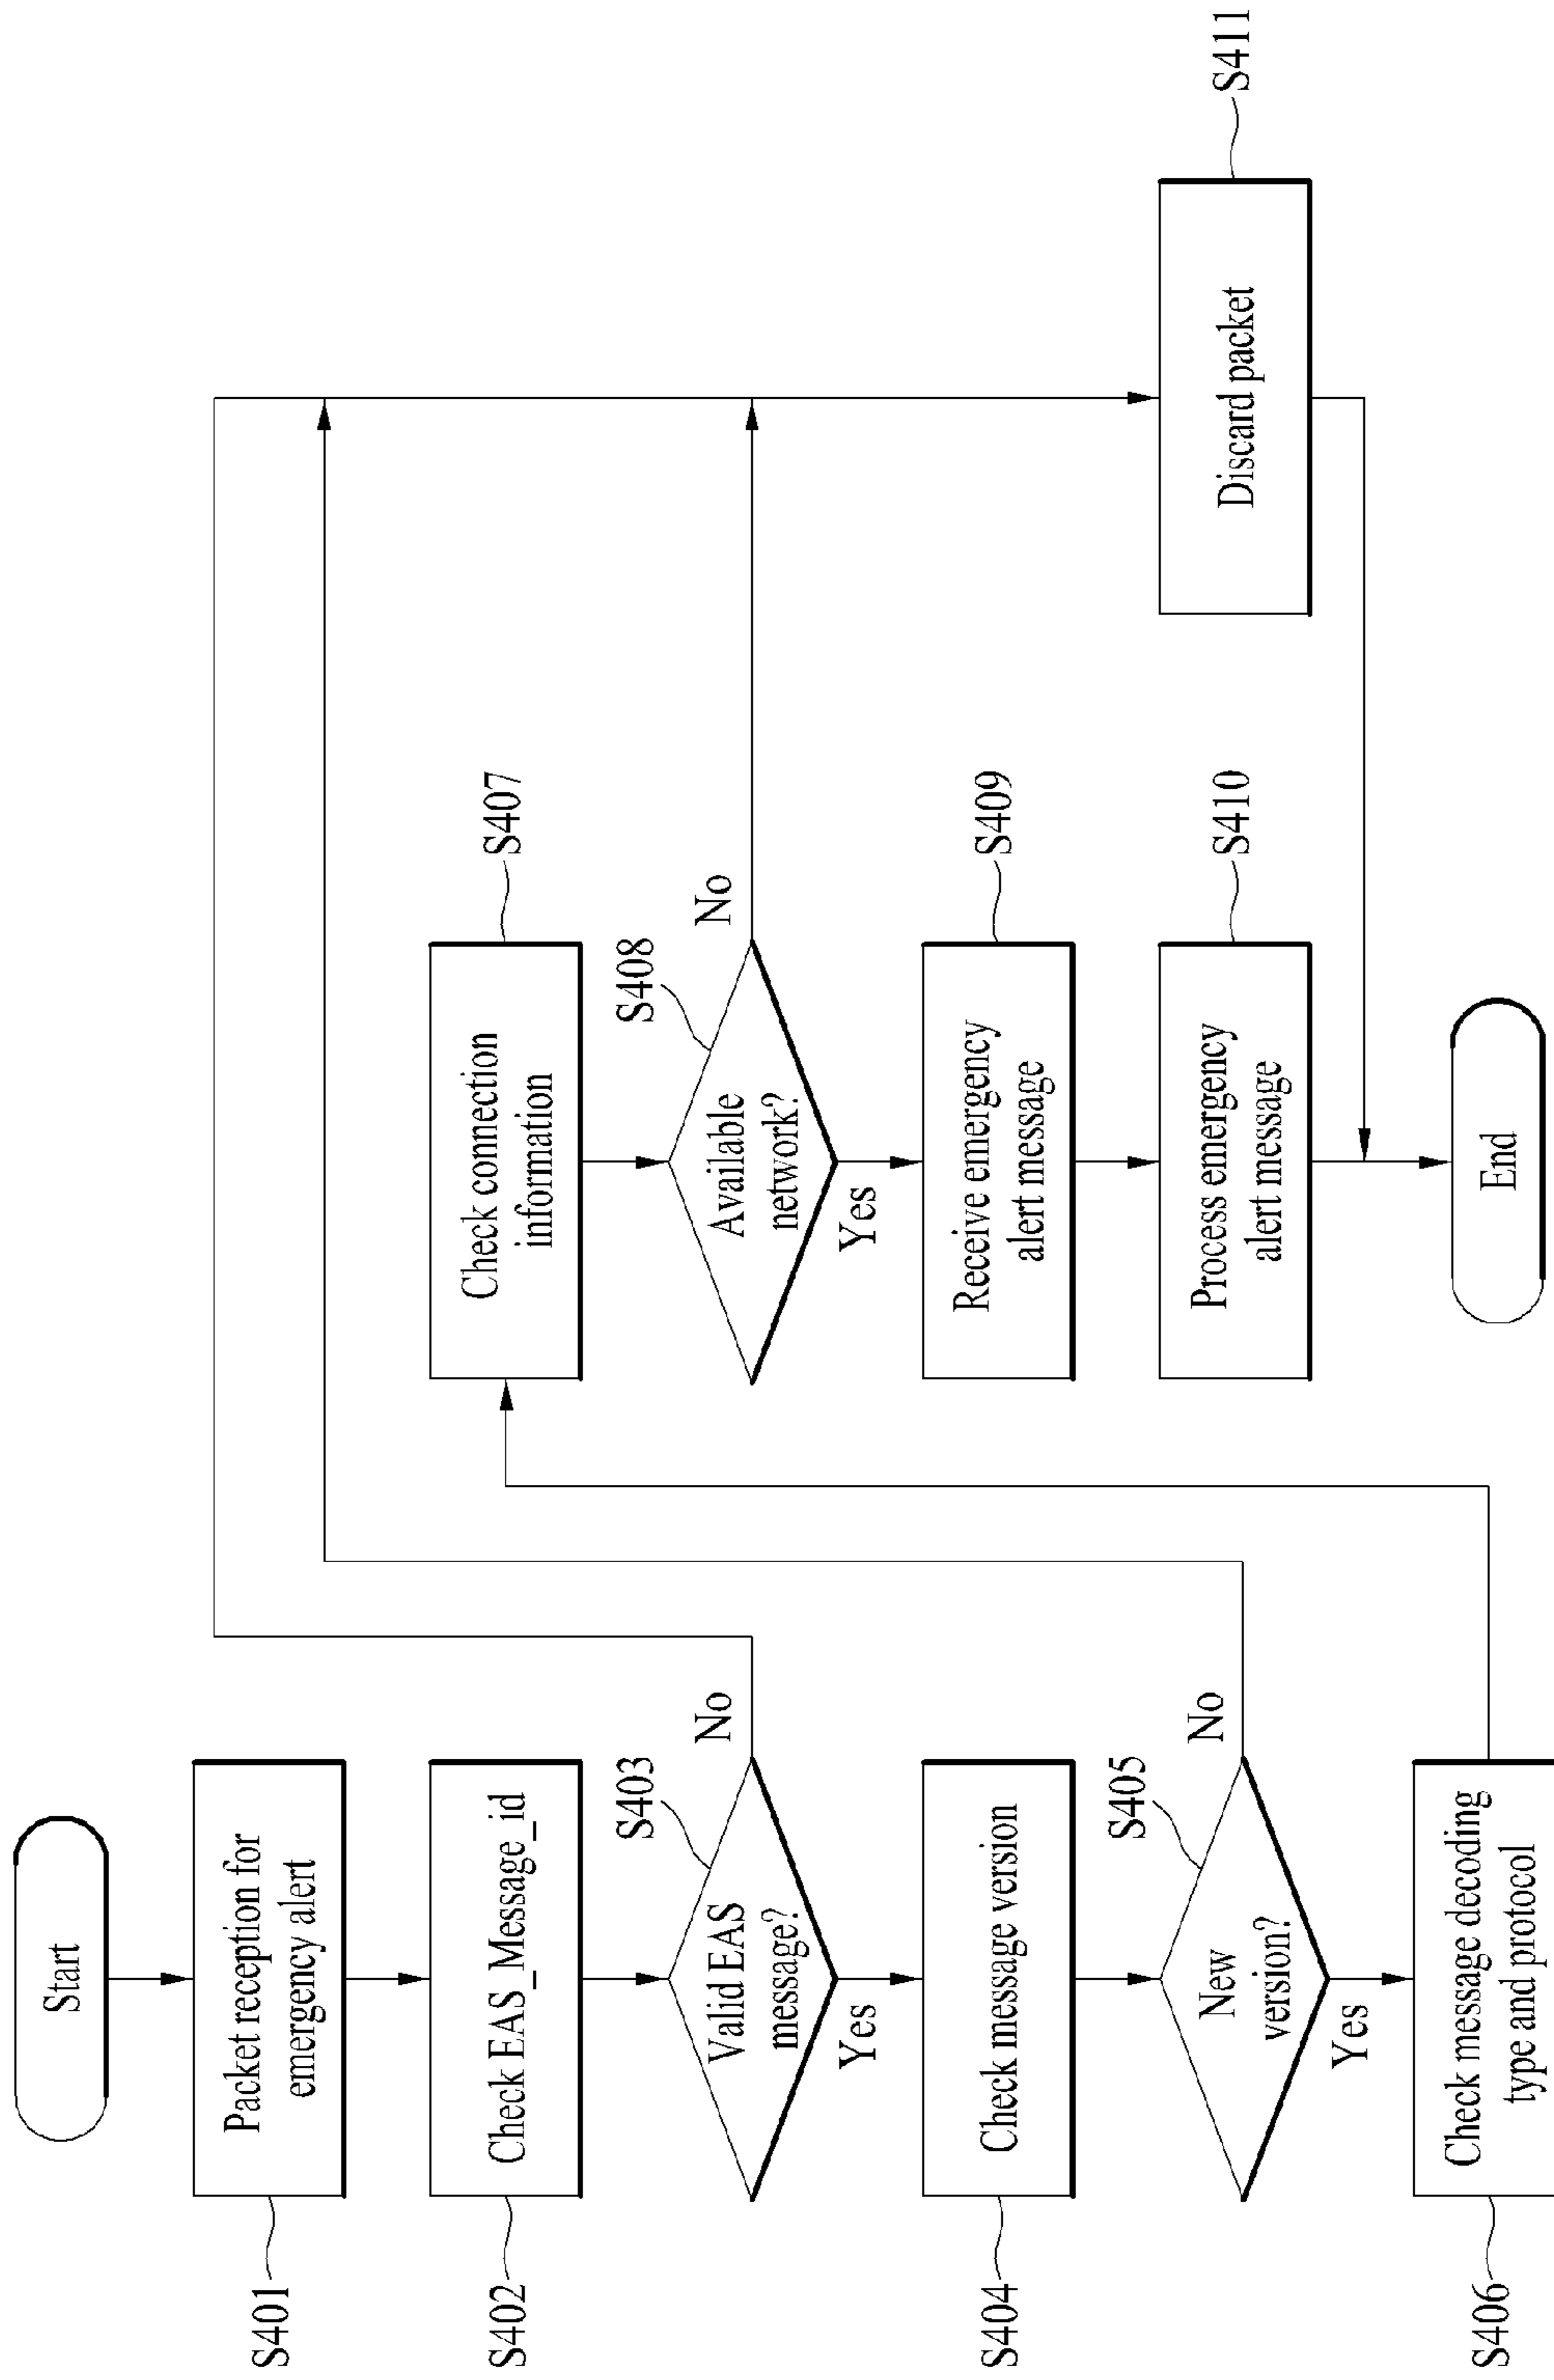 Start
S401
Packet reception for
emergency alert
S402
Check EAS_Message_id
S403
Valid EAS
message?
No
Yes
S404
Check message version
S405
New
version?
No
Yes
S406
Check message decoding
type and protocol
S407
Check connection
information
S408
Available
network?
No
Yes
S409
Receive emergency
alert message
S410
Process emergency
alert message
End
S411
Discard packet